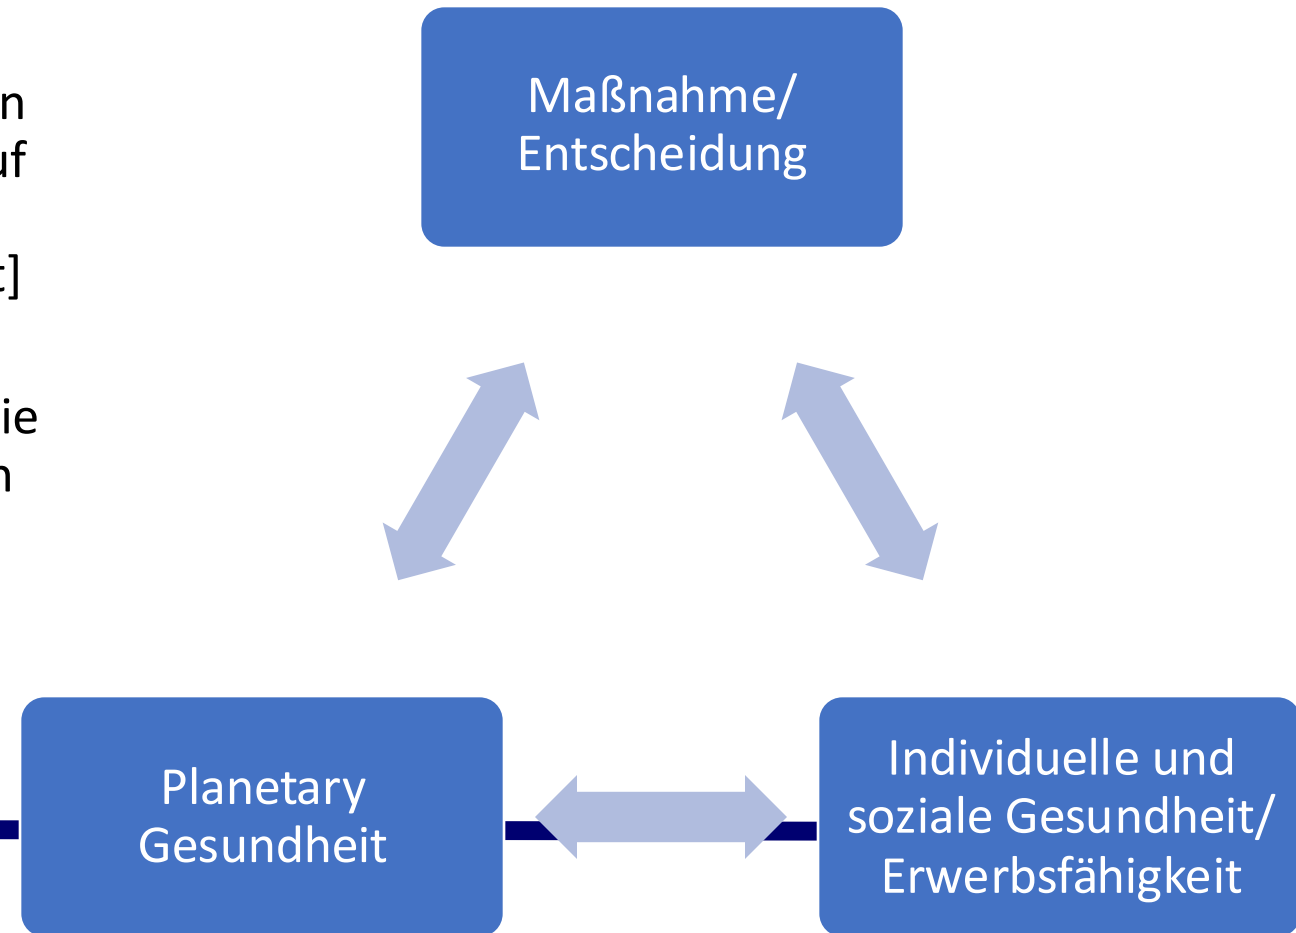 Maßnahme/
Entscheidung
Planetary
Gesundheit
Individuelle und
soziale Gesundheit/
Erwerbsfähigkeit